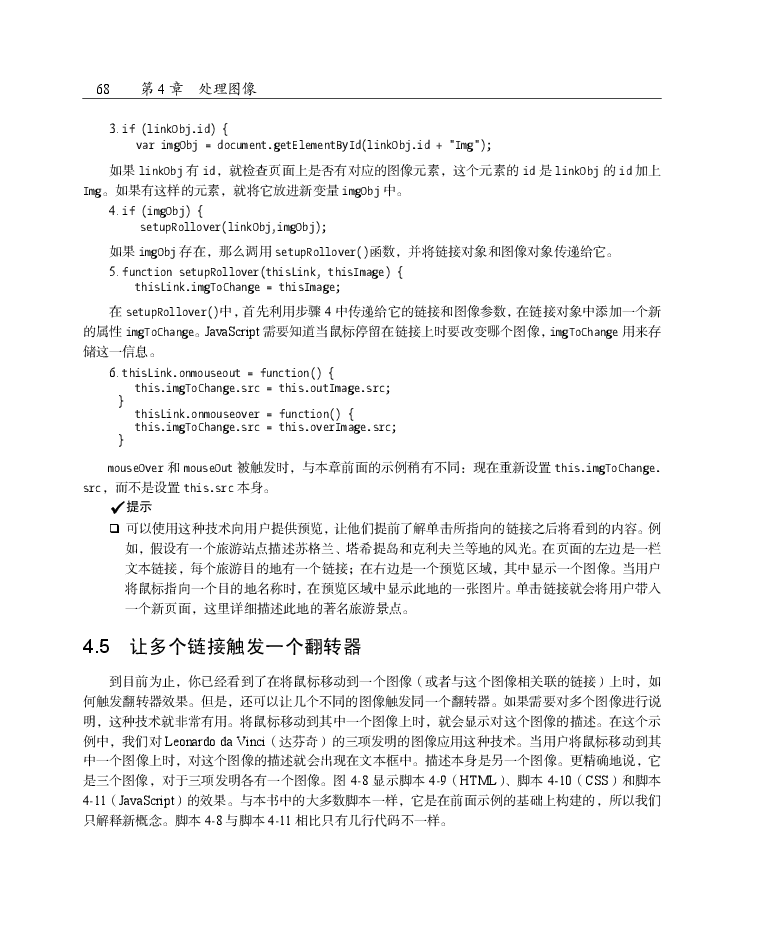 68 第 4 章 处理图像
3. if (linkObj.id) {
var imgObj = document.getElementById(linkObj.id + "Img");
如果 linkObj 有 id，就检查页面上是否有对应的图像元素，这个元素的 id 是 linkObj 的 id 加上
Img。如果有这样的元素，就将它放进新变量 imgObj 中。
4. if (imgObj) {
setupRollover(linkObj,imgObj);
如果 imgObj 存在，那么调用 setupRollover()函数，并将链接对象和图像对象传递给它。
5. function setupRollover(thisLink, thisImage) {
thisLink.imgToChange = thisImage;
在 setupRollover()中，首先利用步骤 4 中传递给它的链接和图像参数，在链接对象中添加一个新
的属性 imgToChange。JavaScript 需要知道当鼠标停留在链接上时要改变哪个图像，imgToChange 用来存
储这一信息。
6. thisLink.onmouseout = function() {
this.imgToChange.src = this.outImage.src;
}
thisLink.onmouseover = function() {
this.imgToChange.src = this.overImage.src;
}
mouseOver 和 mouseOut 被触发时，与本章前面的示例稍有不同：现在重新设置 this.imgToChange.
src，而不是设置 this.src 本身。
✓提示
❑ 可以使用这种技术向用户提供预览，让他们提前了解单击所指向的链接之后将看到的内容。例
如，假设有一个旅游站点描述苏格兰、塔希提岛和克利夫兰等地的风光。在页面的左边是一栏
文本链接，每个旅游目的地有一个链接；在右边是一个预览区域，其中显示一个图像。当用户
将鼠标指向一个目的地名称时，在预览区域中显示此地的一张图片。单击链接就会将用户带入
一个新页面，这里详细描述此地的著名旅游景点。
4.5 让多个链接触发一个翻转器
到目前为止，你已经看到了在将鼠标移动到一个图像（或者与这个图像相关联的链接）上时，如
何触发翻转器效果。但是，还可以让几个不同的图像触发同一个翻转器。如果需要对多个图像进行说
明，这种技术就非常有用。将鼠标移动到其中一个图像上时，就会显示对这个图像的描述。在这个示
例中，我们对 Leonardo da Vinci（达芬奇）的三项发明的图像应用这种技术。当用户将鼠标移动到其
中一个图像上时，对这个图像的描述就会出现在文本框中。描述本身是另一个图像。更精确地说，它
是三个图像，对于三项发明各有一个图像。图 4-8 显示脚本 4-9（HTML）、脚本 4-10（CSS）和脚本
4-11（JavaScript）的效果。与本书中的大多数脚本一样，它是在前面示例的基础上构建的，所以我们
只解释新概念。脚本 4-8 与脚本 4-11 相比只有几行代码不一样。